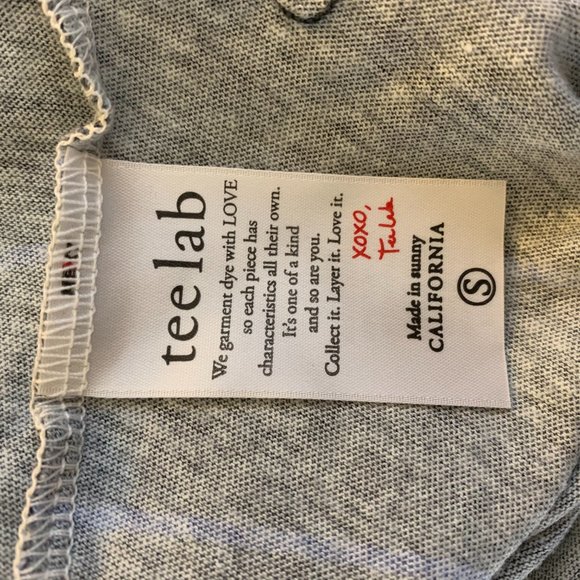 tee lab
We garment dye with LOVE
so each piece has
characteristics all their own.
It's one of a kind
and so are you.
Collect it. Layer it. Love it.
xoxo,
Made in sunny
CALIFORNIA
S